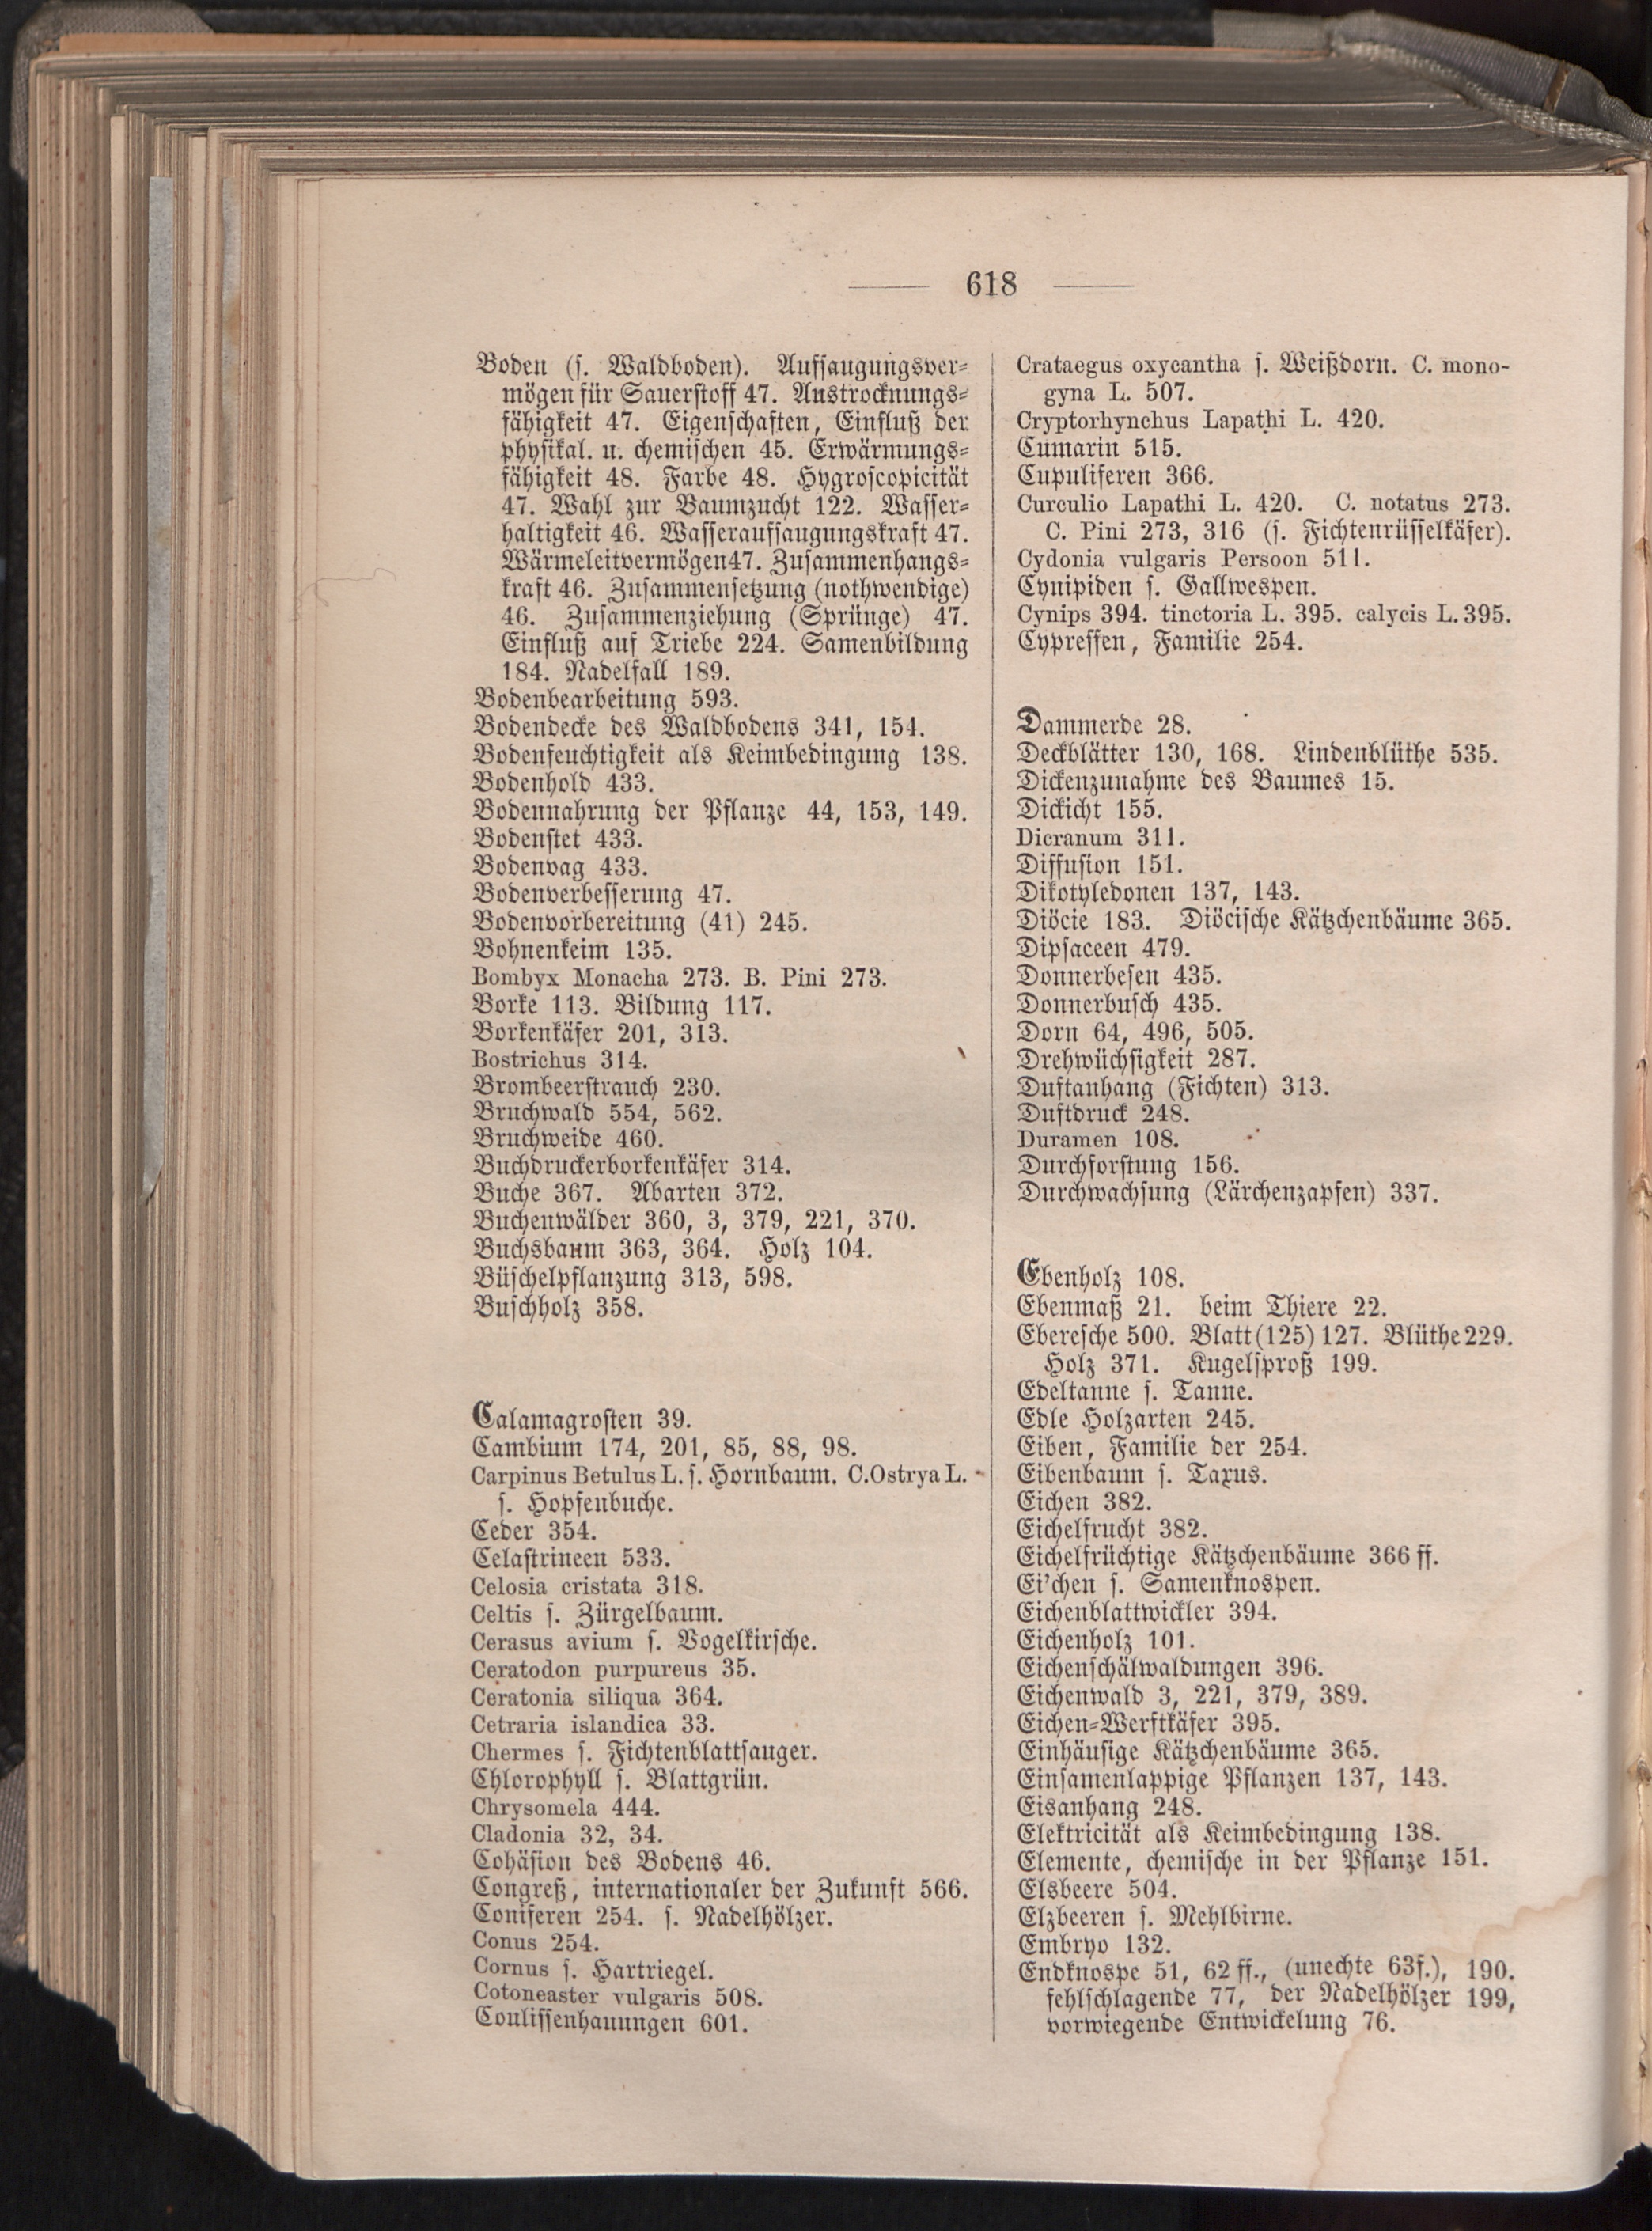 618
Boden (s. Waldboden). Aufsaugungsver-
mögen für Sauerstoff 47. Austrocknungs-
fähigkeit 47. Eigenschaften, Einfluß der
physikal. u. chemischen 45. Erwärmungs-
fähigkeit 48. Farbe 48. Hygroscopicität
47. Wahl zur Baumzucht 122. Wasser-
haltigkeit 46. Wasseraufsaugungskraft 47.
Wärmeleitvermögen 47. Zusammenhangs-
kraft 46. Zusammensetzung (nothwendige)
46. Zusammenziehung (Sprünge) 47.
Einfluß auf Triebe 224. Samenbildung
184. Nadelfall 189.
Bodenbearbeitung 593.
Bodendecke des Waldbodens 341, 154.
Bodenfeuchtigkeit als Keimbedingung 138.
Bodenhold 433.
Bodennahrung der Pflanze 44, 153, 149.
Bodenstet 433.
Bodenvag 433.
Bodenverbesserung 47.
Bodenvorbereitung (41) 245.
Bohnenkeim 135.
Bombyx Monacha 273. B. Pini 273.
Borke 113. Bildung 117.
Borkenkäfer 201, 313.
Bostrichus 314.
Brombeerstrauch 230.
Bruchwald 554, 562.
Bruchweide 460.
Buchdruckerborkenkäfer 314.
Buche 367. Abarten 372.
Buchenwälder 360, 3, 379, 221, 370.
Buchsbaum 363, 364. Holz 104.
Büschelpflanzung 313, 598.
Buschholz 358.
Calamagrosten 39.
Cambium 174, 201, 85, 88, 98.
Carpinus Betulus L. s. Hornbaum. C. Ostrya L.
s. Hopfenbuche.
Ceder 354.
Celastrineen 533.
Celosia cristata 318.
Celtis s. Zürgelbaum.
Cerasus avium s. Vogelkirsche.
Ceratodon purpureus 35.
Ceratonia siliqua 364.
Cetraria islandica 33.
Chermes s. Fichtenblattsauger.
Chlorophyll s. Blattgrün.
Chrysomela 444.
Cladonia 32, 34.
Cohäsion des Bodens 46.
Congreß, internationaler der Zukunft 566.
Coniferen 254. s. Nadelhölzer.
Conus 254.
Cornus s. Hartriegel.
Cotoneaster vulgaris 508.
Coulissenhauungen 601.
Crataegus oxycantha s. Weißdorn. C. mono-
gyna L. 507.
Cryptorhynchus Lapathi L. 420.
Cumarin 515.
Cupuliferen 366.
Curculio Lapathi L. 420. C. notatus 273.
C. Pini 273, 316 (s. Fichtenrüsselkäfer).
Cydonia vulgaris Persoon 511.
Cynipiden s. Gallwespen.
Cynips 394. tinctoria L. 395. calycis L. 395.
Cypressen, Familie 254.
Dammerde 28.
Deckblätter 130, 168. Lindenblüthe 535.
Dickenzunahme des Baumes 15.
Dickicht 155.
Dicranum 311.
Diffusion 151.
Dikotyledonen 137, 143.
Diöcie 183. Diöcische Kätzchenbäume 365.
Dipsaceen 479.
Donnerbesen 435.
Donnerbusch 435.
Dorn 64, 496, 505.
Drehwüchsigkeit 287.
Duftanhang (Fichten) 313.
Duftdruck 248.
Duramen 108.
Durchforstung 156.
Durchwachsung (Lärchenzapfen) 337.
Ebenholz 108.
Ebenmaß 21. beim Thiere 22.
Eberesche 500. Blatt (125) 127. Blüthe 229.
Holz 371. Kugelsproß 199.
Edeltanne s. Tanne.
Edle Holzarten 245.
Eiben, Familie der 254.
Eibenbaum s. Taxus.
Eichen 382.
Eichelfrucht 382.
Eichelfrüchtige Kätzchenbäume 366 ff.
Ei'chen s. Samenknospen.
Eichenblattwickler 394.
Eichenholz 101.
Eichenschälwaldungen 396.
Eichenwald 3, 221, 379, 389.
Eichen-Werftkäfer 395.
Einhäusige Kätzchenbäume 365.
Einsamenlappige Pflanzen 137, 143.
Eisanhang 248.
Elektricität als Keimbedingung 138.
Elemente, chemische in der Pflanze 151.
Elsbeere 504.
Elzbeeren s. Mehlbirne.
Embryo 132.
Endknospe 51, 62 ff., (unechte 63f.), 190.
fehlschlagende 77, der Nadelhölzer 199,
vorwiegende Entwickelung 76.